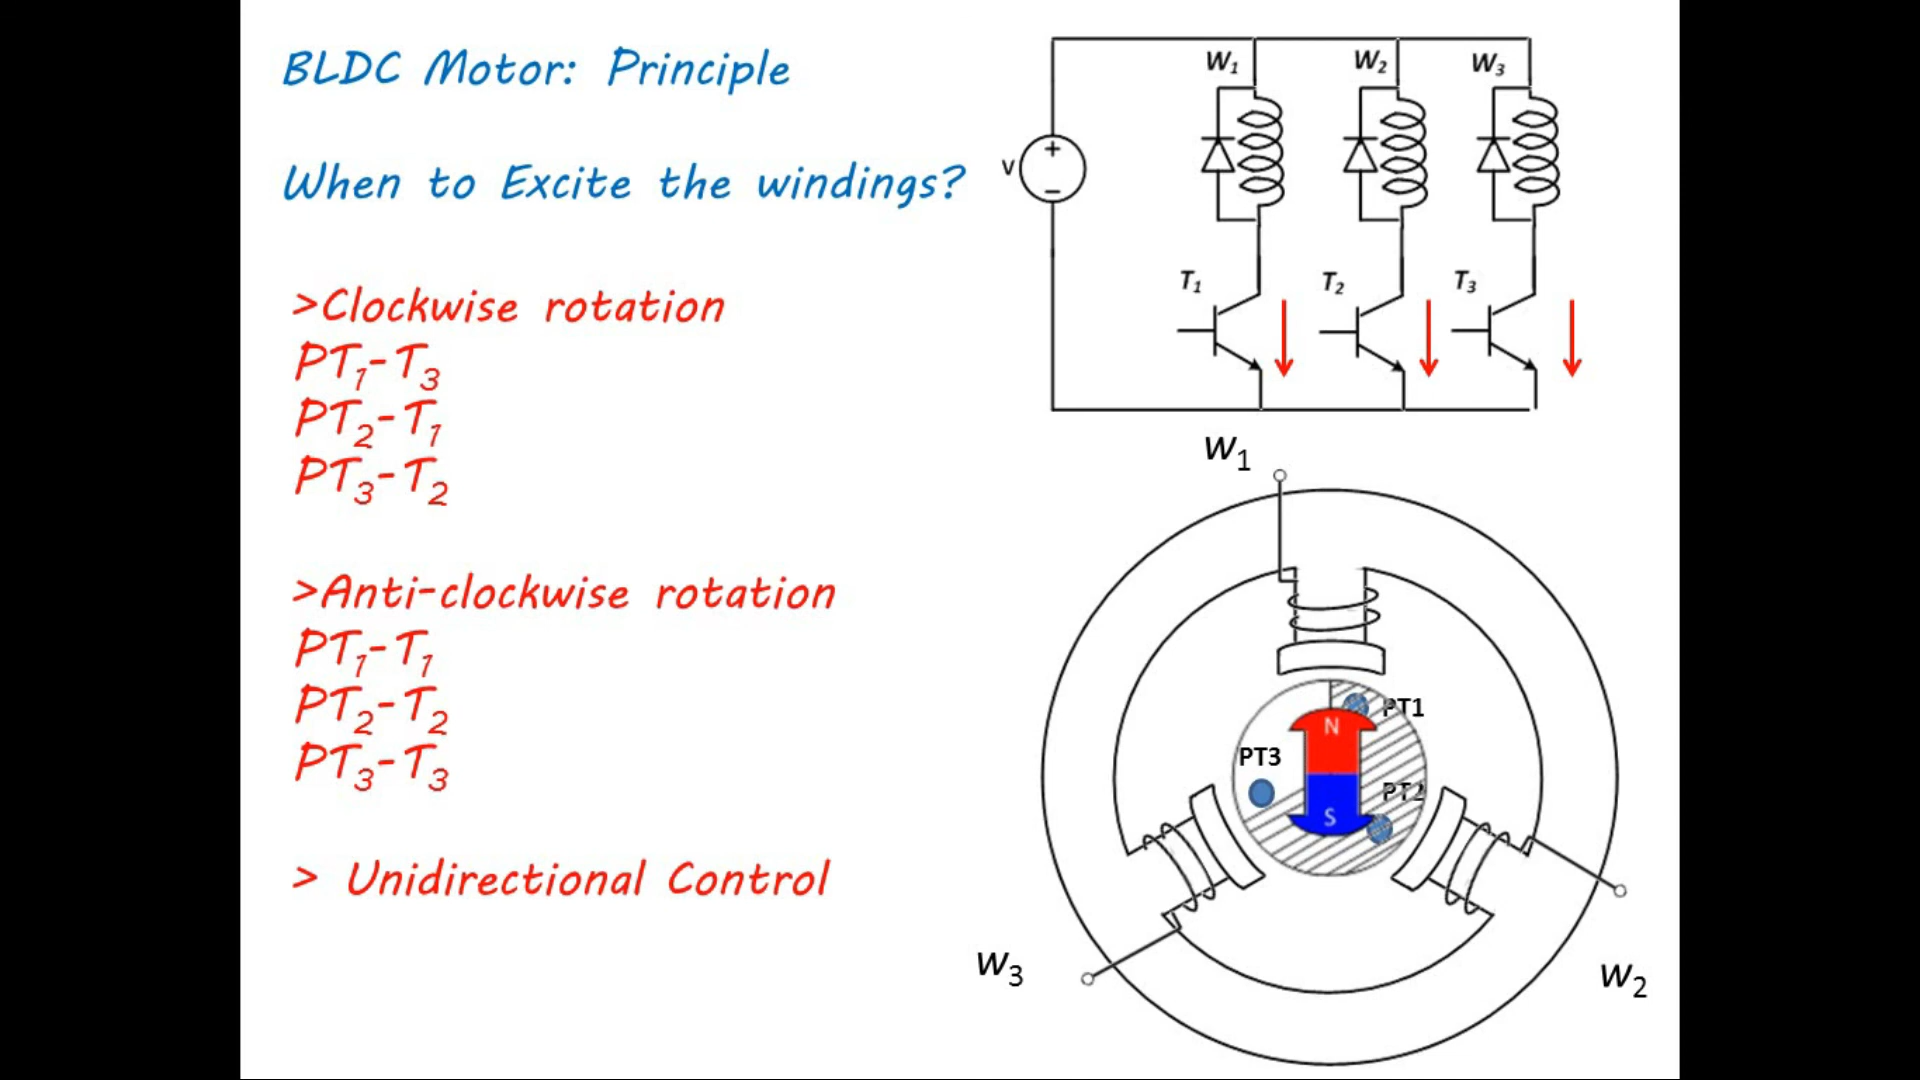 BLDC Motor: Principle
When to Excite the windings?
>Clockwise rotation
PT1-T3
PT2-T1
PT3-T2
>Anti-clockwise rotation
PT1-T1
PT2-T2
PT3-T3
> Unidirectional Control
W1 W2 W3
+
V
−
T1 T2 T3
W1
PT1
N
PT3
PT2
S
W3
W2